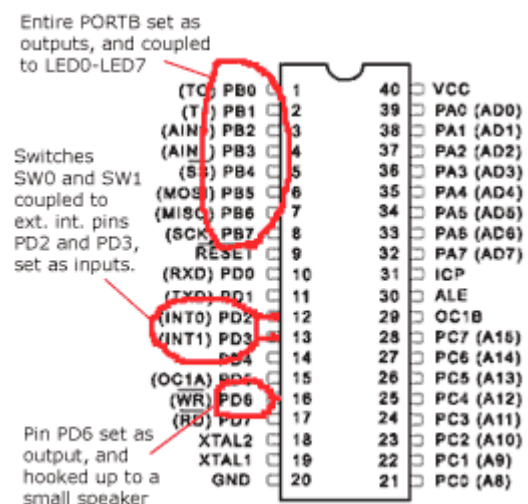 Entire PORTB set as
outputs, and coupled
to LED0-LED7
Switches
SW0 and SW1
coupled to
ext. int. pins
PD2 and PD3,
set as inputs.
Pin PD6 set as
output, and
hooked up to a
small speaker
PB0 1 40 VCC
PB1 2 39 PA0 (AD0)
PB2 3 38 PA1 (AD1)
PB3 4 37 PA2 (AD2)
PB4 5 36 PA3 (AD3)
(MOSI) PB5 6 35 PA4 (AD4)
(MISO) PB6 7 34 PA5 (AD5)
(SCK) PB7 8 33 PA6 (AD6)
RESET 9 32 PA7 (AD7)
(RXD) PD0 10 31 ICP
(TXD) PD1 11 30 ALE
(INT0) PD2 12 29 OC1B
(INT1) PD3 13 28 PC7 (A15)
PD4 14 27 PC6 (A14)
(OC1A) PD5 15 26 PC5 (A13)
(WR) PD6 16 25 PC4 (A12)
(RD) PD7 17 24 PC3 (A11)
XTAL2 18 23 PC2 (A10)
XTAL1 19 22 PC1 (A9)
GND 20 21 PC0 (A8)